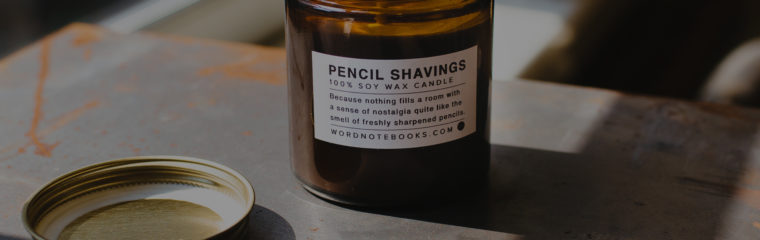 PENCIL SHAVINGS
100% SOY WAX CANDLE
Because nothing fills a room with
a sense of nostalgia quite like the
smell of freshly sharpened pencils.
WORDNOTEBOOKS.COM